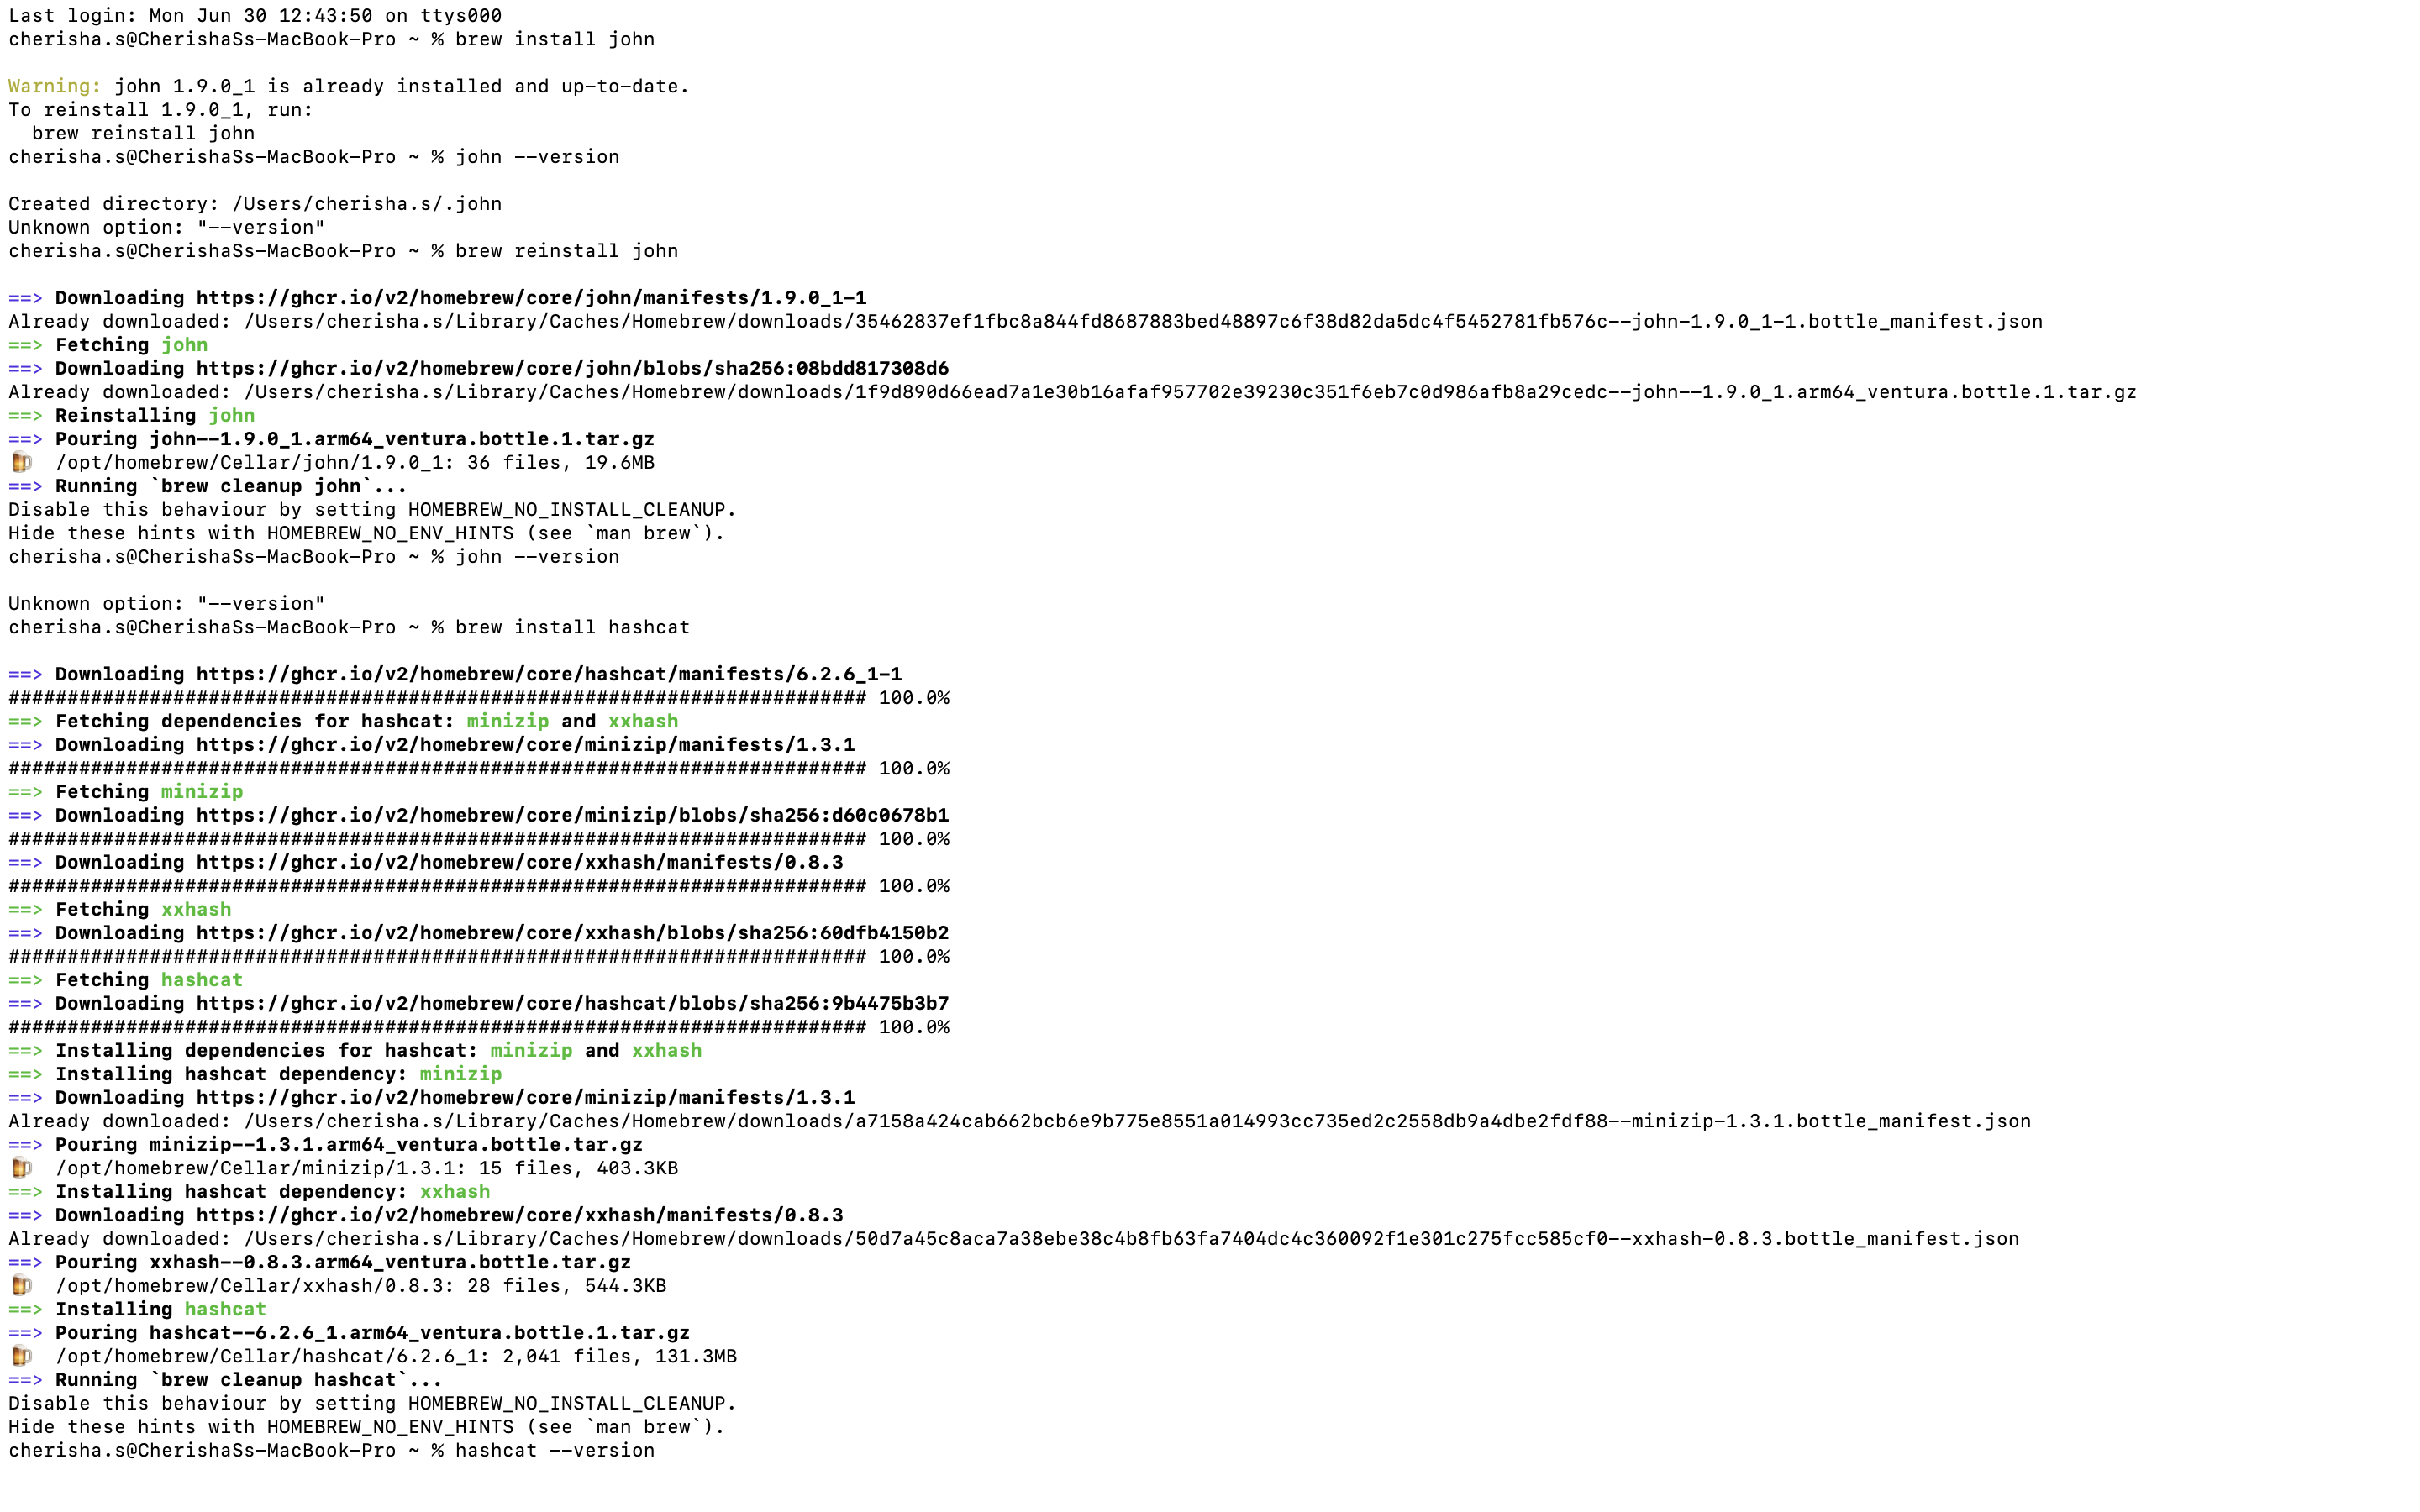 Last login: Mon Jun 30 12:43:50 on ttys000
cherisha.s@CherishaSs-MacBook-Pro ~ % brew install john
Warning: john 1.9.0_1 is already installed and up-to-date.
To reinstall 1.9.0_1, run:
  brew reinstall john
cherisha.s@CherishaSs-MacBook-Pro ~ % john --version
Created directory: /Users/cherisha.s/.john
Unknown option: "--version"
cherisha.s@CherishaSs-MacBook-Pro ~ % brew reinstall john
==> Downloading https://ghcr.io/v2/homebrew/core/john/manifests/1.9.0_1-1
Already downloaded: /Users/cherisha.s/Library/Caches/Homebrew/downloads/35462837ef1fbc8a844fd8687883bed48897c6f38d82da5dc4f5452781fb576c--john-1.9.0_1-1.bottle_manifest.json
==> Fetching john
==> Downloading https://ghcr.io/v2/homebrew/core/john/blobs/sha256:08bdd817308d6
Already downloaded: /Users/cherisha.s/Library/Caches/Homebrew/downloads/1f9d890d66ead7a1e30b16afaf957702e39230c351f6eb7c0d986afb8a29cedc--john--1.9.0_1.arm64_ventura.bottle.1.tar.gz
==> Reinstalling john
==> Pouring john--1.9.0_1.arm64_ventura.bottle.1.tar.gz
🍺  /opt/homebrew/Cellar/john/1.9.0_1: 36 files, 19.6MB
==> Running `brew cleanup john`...
Disable this behaviour by setting HOMEBREW_NO_INSTALL_CLEANUP.
Hide these hints with HOMEBREW_NO_ENV_HINTS (see `man brew`).
cherisha.s@CherishaSs-MacBook-Pro ~ % john --version
Unknown option: "--version"
cherisha.s@CherishaSs-MacBook-Pro ~ % brew install hashcat
==> Downloading https://ghcr.io/v2/homebrew/core/hashcat/manifests/6.2.6_1-1
######################################################################### 100.0%
==> Fetching dependencies for hashcat: minizip and xxhash
==> Downloading https://ghcr.io/v2/homebrew/core/minizip/manifests/1.3.1
######################################################################### 100.0%
==> Fetching minizip
==> Downloading https://ghcr.io/v2/homebrew/core/minizip/blobs/sha256:d60c0678b1
######################################################################### 100.0%
==> Downloading https://ghcr.io/v2/homebrew/core/xxhash/manifests/0.8.3
######################################################################### 100.0%
==> Fetching xxhash
==> Downloading https://ghcr.io/v2/homebrew/core/xxhash/blobs/sha256:60dfb4150b2
######################################################################### 100.0%
==> Fetching hashcat
==> Downloading https://ghcr.io/v2/homebrew/core/hashcat/blobs/sha256:9b4475b3b7
######################################################################### 100.0%
==> Installing dependencies for hashcat: minizip and xxhash
==> Installing hashcat dependency: minizip
==> Downloading https://ghcr.io/v2/homebrew/core/minizip/manifests/1.3.1
Already downloaded: /Users/cherisha.s/Library/Caches/Homebrew/downloads/a7158a424cab662bcb6e9b775e8551a014993cc735ed2c2558db9a4dbe2fdf88--minizip-1.3.1.bottle_manifest.json
==> Pouring minizip--1.3.1.arm64_ventura.bottle.tar.gz
🍺  /opt/homebrew/Cellar/minizip/1.3.1: 15 files, 403.3KB
==> Installing hashcat dependency: xxhash
==> Downloading https://ghcr.io/v2/homebrew/core/xxhash/manifests/0.8.3
Already downloaded: /Users/cherisha.s/Library/Caches/Homebrew/downloads/50d7a45c8aca7a38ebe38c4b8fb63fa7404dc4c360092f1e301c275fcc585cf0--xxhash-0.8.3.bottle_manifest.json
==> Pouring xxhash--0.8.3.arm64_ventura.bottle.tar.gz
🍺  /opt/homebrew/Cellar/xxhash/0.8.3: 28 files, 544.3KB
==> Installing hashcat
==> Pouring hashcat--6.2.6_1.arm64_ventura.bottle.1.tar.gz
🍺  /opt/homebrew/Cellar/hashcat/6.2.6_1: 2,041 files, 131.3MB
==> Running `brew cleanup hashcat`...
Disable this behaviour by setting HOMEBREW_NO_INSTALL_CLEANUP.
Hide these hints with HOMEBREW_NO_ENV_HINTS (see `man brew`).
cherisha.s@CherishaSs-MacBook-Pro ~ % hashcat --version